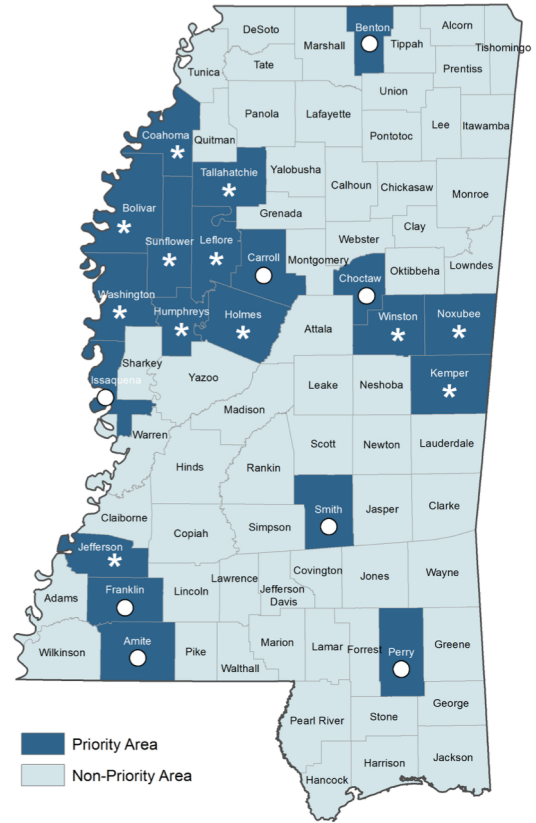 Benton
Alcorn
DeSoto
Marshall
Tippah
Tishomingo
Tate
Prentiss
Tunica
Union
Panola
Lafayette
Lee
Itawamba
Coahoma
Quitman
Pontotoc
*
Tallahatchie
Yalobusha
Calhoun
Chickasaw
Monroe
*
Bolivar
Grenada
*
Clay
Sunflower
Leflore
Webster
*
*
Carroll
Montgomery
Choctaw
Oktibbeha
Lowndes
Washington
*
Humphreys
*
Holmes
*
Attala
Winston
*
Noxubee
*
Sharkey
Issaquena
Yazoo
Leake
Neshoba
Kemper
*
Madison
Warren
Scott
Newton
Lauderdale
Hinds
Rankin
Claiborne
Smith
Jasper
Clarke
Copiah
Simpson
Jefferson
*
Lawrence
Covington
Jones
Wayne
Adams
Franklin
Lincoln
Jefferson
Davis
Wilkinson
Amite
Pike
Walthall
Marion
Lamar
Forrest
Perry
Greene
George
Pearl River
Stone
Jackson
Harrison
Hancock
Priority Area
Non-Priority Area